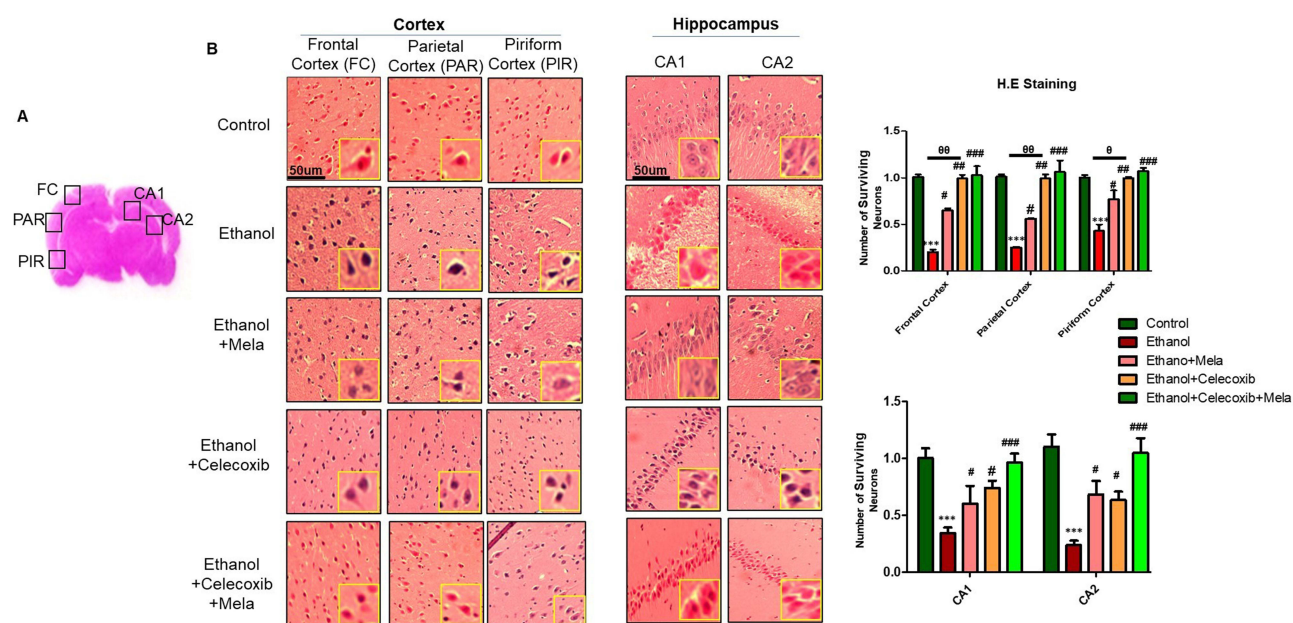 A
FC
PAR
PIR
CA1
CA2
B
Cortex
Frontal
Cortex (FC)
Parietal
Cortex (PAR)
Piriform
Cortex (PIR)
Hippocampus
CA1
CA2
Control
50um
50um
Ethanol
Ethanol
+Mela
Ethanol
+Celecoxib
Ethanol
+Celecoxib
+Mela
H.E Staining
Number of Surviving
Neurons
1.5
1.0
0.5
0.0
θθ
θθ
θ
***
#
##
###
***
#
##
###
***
#
##
###
Frontal Cortex
Parietal Cortex
Piriform Cortex
Control
Ethanol
Ethano+Mela
Ethanol+Celecoxib
Ethanol+Celecoxib+Mela
Number of Surviving
Neurons
1.5
1.0
0.5
0.0
***
#
#
###
***
#
#
###
CA1
CA2